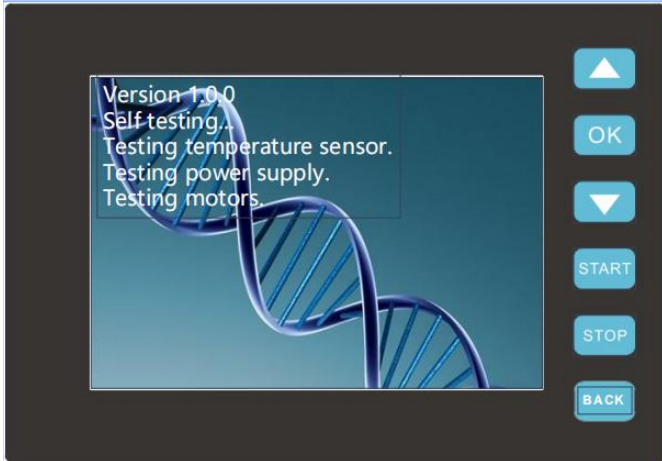 Version 1.0.0
Self testing...
Testing temperature sensor.
Testing power supply.
Testing motors.
OK
START
STOP
BACK